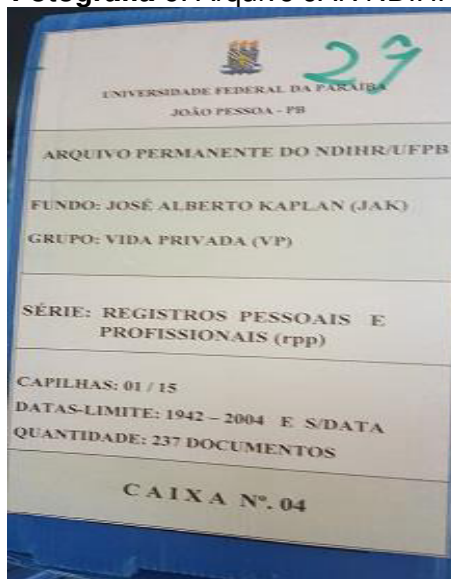 29
UNIVERSIDADE FEDERAL DA PARAÍBA
JOÃO PESSOA - PB
ARQUIVO PERMANENTE DO NDIHR/UFPB
FUNDO: JOSÉ ALBERTO KAPLAN (JAK)
GRUPO: VIDA PRIVADA (VP)
SÉRIE: REGISTROS PESSOAIS E
PROFISSIONAIS (rpp)
CAPILHAS: 01 / 15
DATAS-LIMITE: 1942 – 2004 E S/DATA
QUANTIDADE: 237 DOCUMENTOS
CAIXA Nº. 04